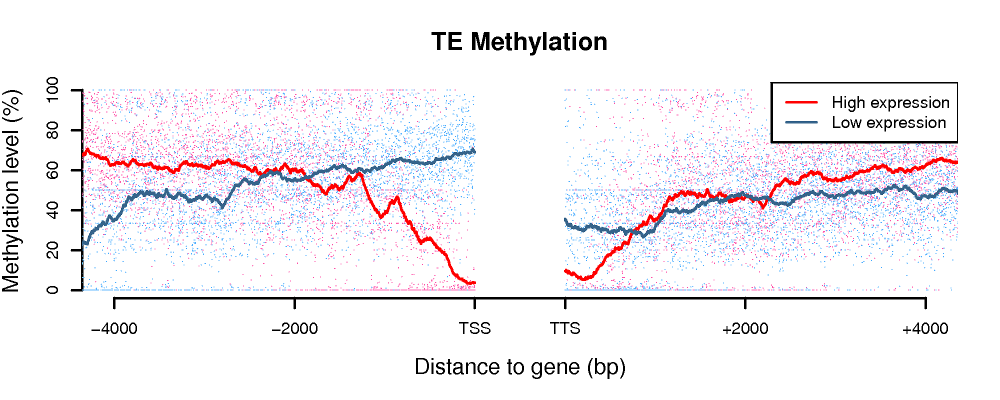 TE Methylation
Methylation level (%)
100
80
60
40
20
0
High expression
Low expression
−4000
−2000
TSS
TTS
+2000
+4000
Distance to gene (bp)